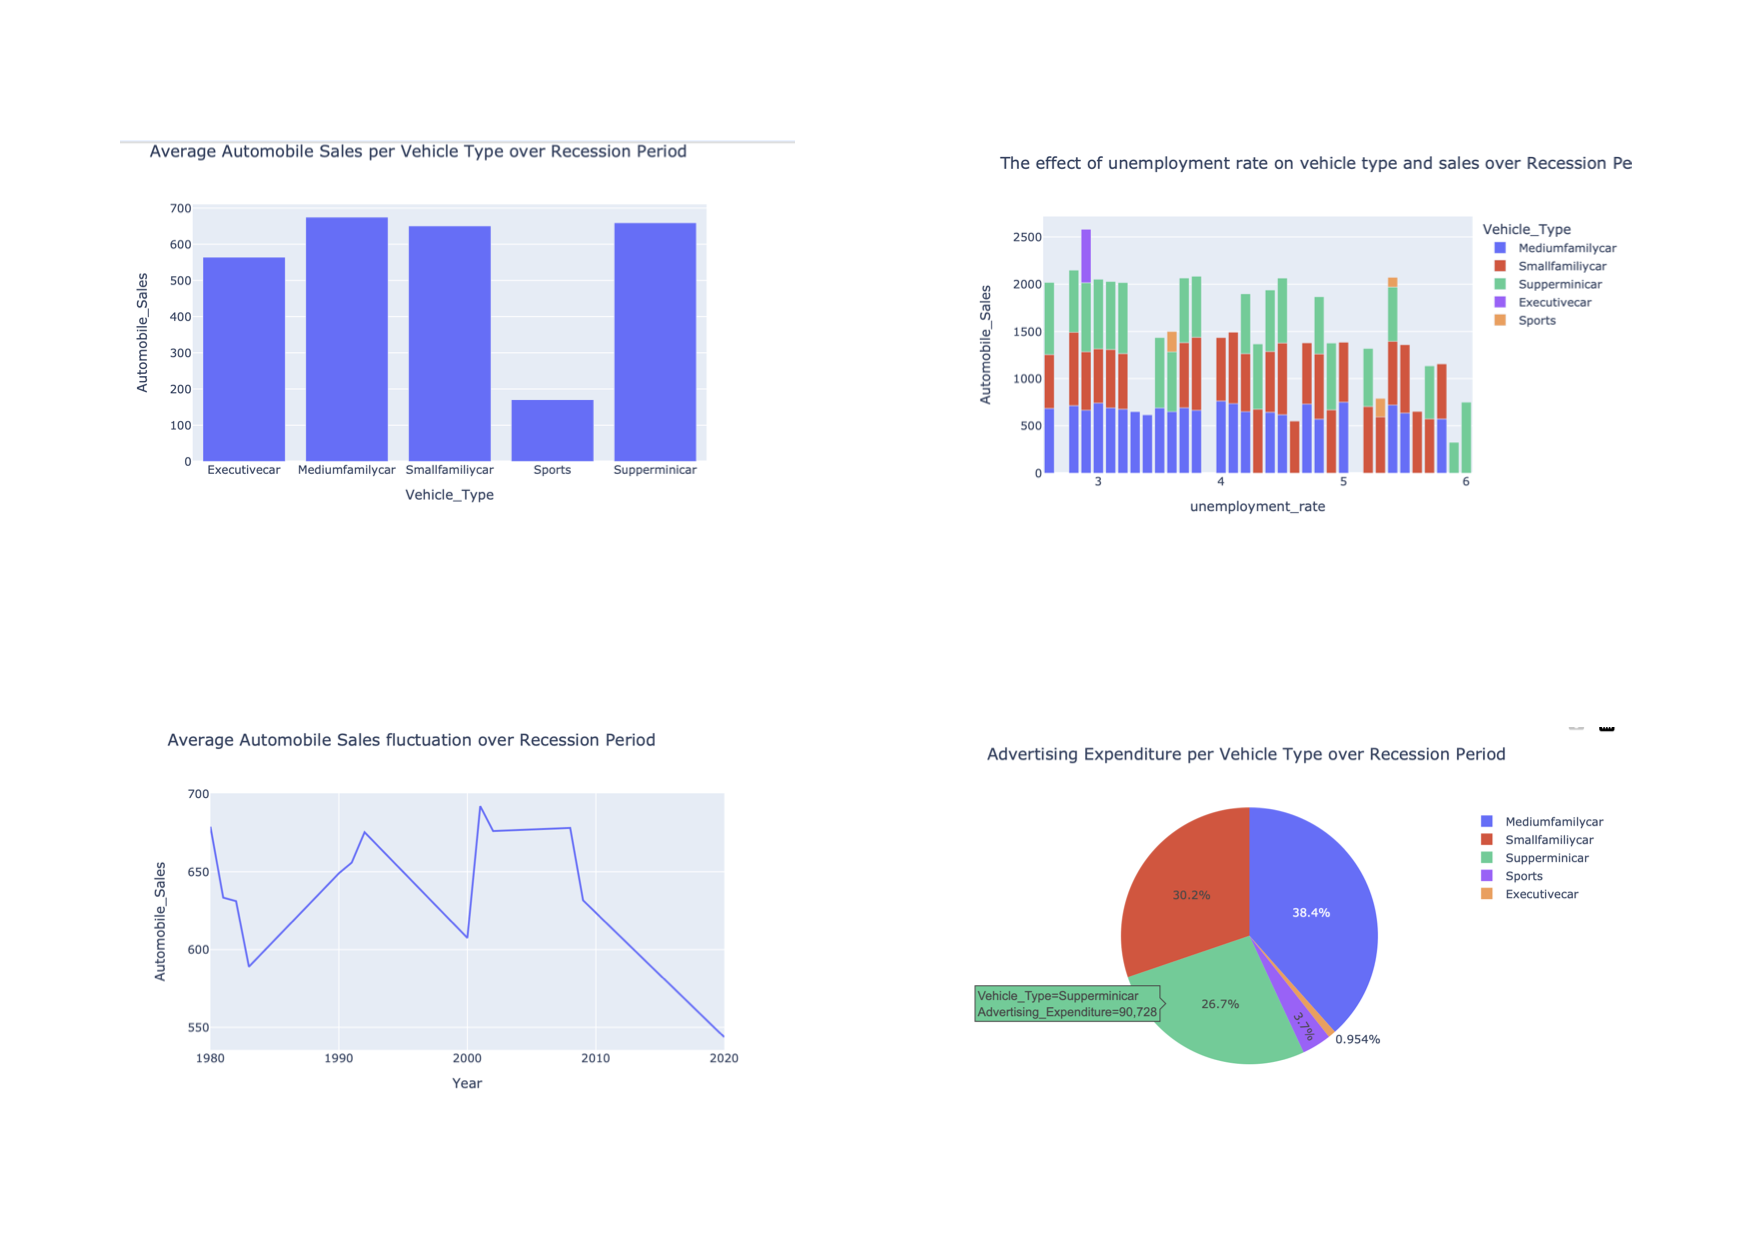 Average Automobile Sales per Vehicle Type over Recession Period
700
600
500
400
300
200
100
0
Automobile_Sales
Executivecar Mediumfamilycar Smallfamiliycar Sports Supperminicar
Vehicle_Type
The effect of unemployment rate on vehicle type and sales over Recession Pe
2500
2000
1500
1000
500
0
Automobile_Sales
3 4 5 6
unemployment_rate
Vehicle_Type
Mediumfamilycar
Smallfamiliycar
Supperminicar
Executivecar
Sports
Average Automobile Sales fluctuation over Recession Period
700
650
600
550
Automobile_Sales
1980 1990 2000 2010 2020
Year
Advertising Expenditure per Vehicle Type over Recession Period
30.2%
38.4%
26.7%
3.7%
0.954%
Vehicle_Type=Supperminicar
Advertising_Expenditure=90,728
Mediumfamilycar
Smallfamiliycar
Supperminicar
Sports
Executivecar